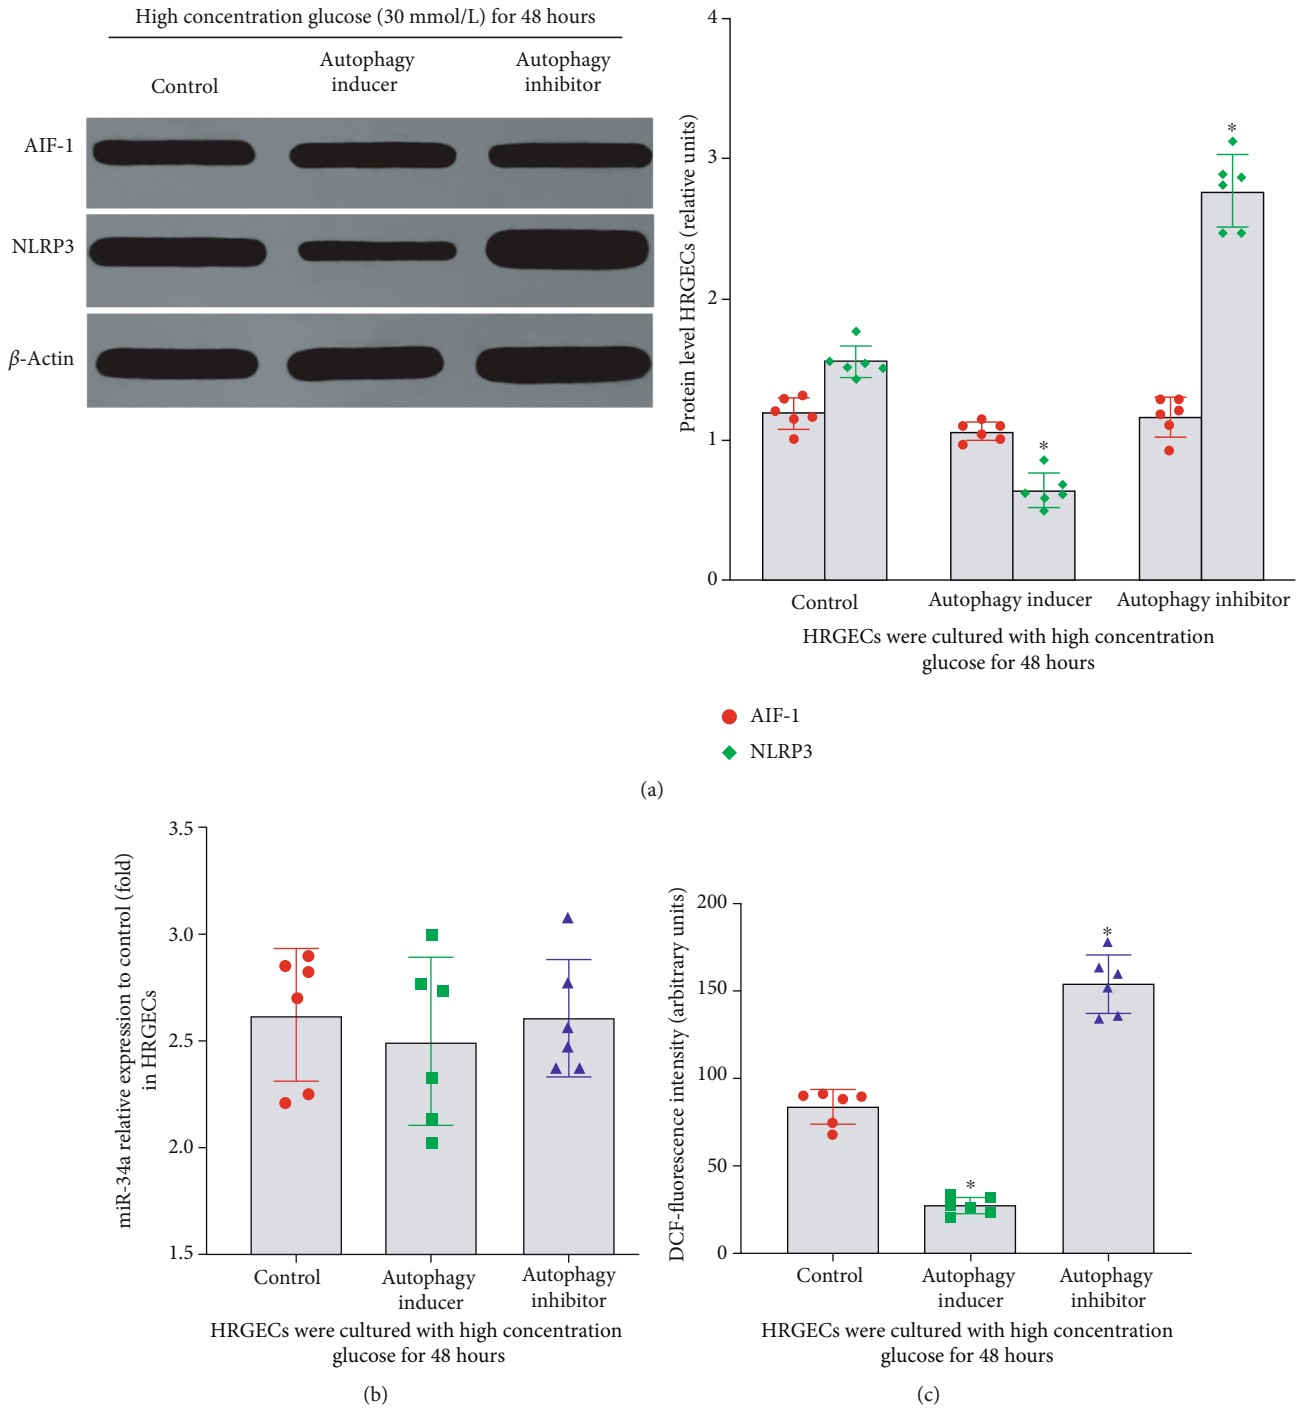 High concentration glucose (30 mmol/L) for 48 hours
Control
Autophagy
inducer
Autophagy
inhibitor
AIF-1
NLRP3
β-Actin
Protein level HRGECs (relative units)
4
3
2
1
0
*
*
Control
Autophagy inducer
Autophagy inhibitor
HRGECs were cultured with high concentration
glucose for 48 hours
AIF-1
NLRP3
(a)
miR-34a relative expression to control (fold)
in HRGECs
3.5
3.0
2.5
2.0
1.5
Control
Autophagy
inducer
Autophagy
inhibitor
HRGECs were cultured with high concentration
glucose for 48 hours
(b)
DCF-fluorescence intensity (arbitrary units)
200
150
100
50
0
*
*
Control
Autophagy
inducer
Autophagy
inhibitor
HRGECs were cultured with high concentration
glucose for 48 hours
(c)